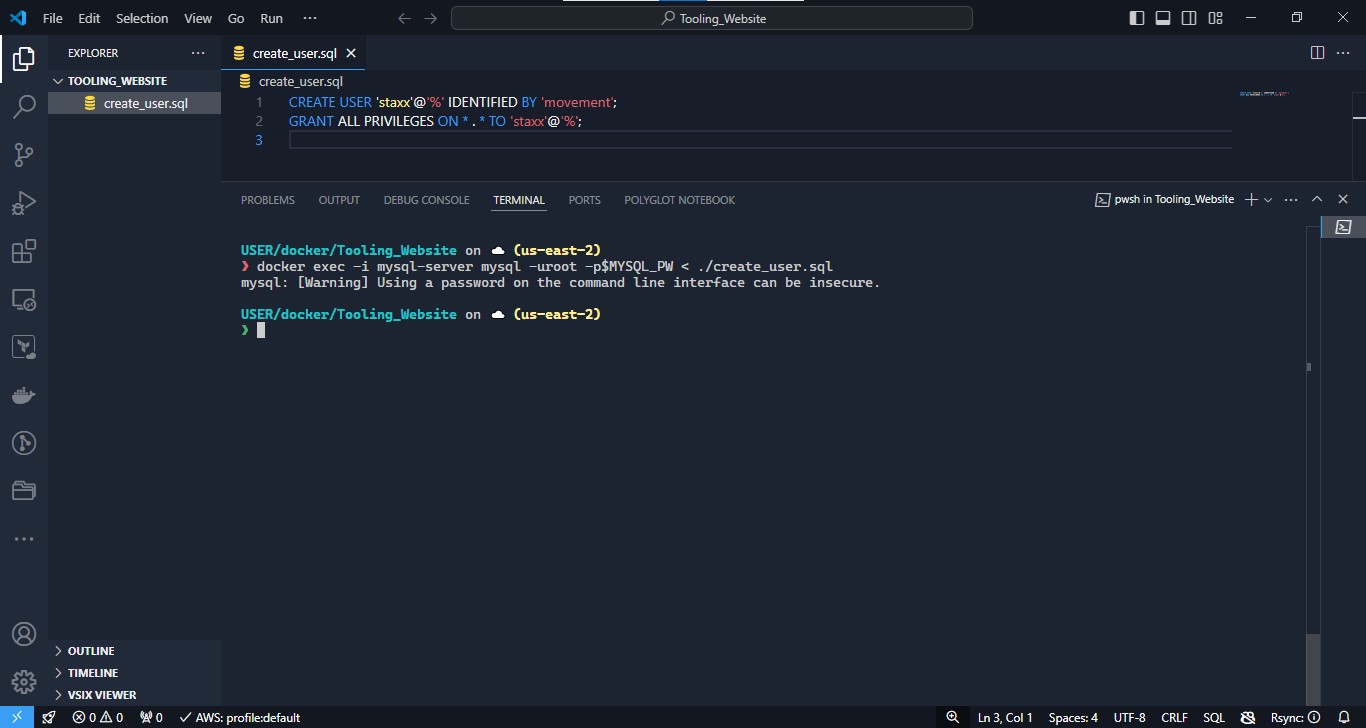 File Edit Selection View Go Run ··· Tooling_Website
EXPLORER ···
TOOLING_WEBSITE
create_user.sql
OUTLINE
TIMELINE
VSIX VIEWER
create_user.sql
create_user.sql
1 CREATE USER 'staxx'@'%' IDENTIFIED BY 'movement';
2 GRANT ALL PRIVILEGES ON * . * TO 'staxx'@'%';
3
PROBLEMS OUTPUT DEBUG CONSOLE TERMINAL PORTS POLYGLOT NOTEBOOK pwsh in Tooling_Website
USER/docker/Tooling_Website on ☁ (us-east-2)
❯ docker exec -i mysql-server mysql -uroot -p$MYSQL_PW < ./create_user.sql
mysql: [Warning] Using a password on the command line interface can be insecure.
USER/docker/Tooling_Website on ☁ (us-east-2)
❯
0 0 0 AWS: profile:default Ln 3, Col 1 Spaces: 4 UTF-8 CRLF SQL Rsync: